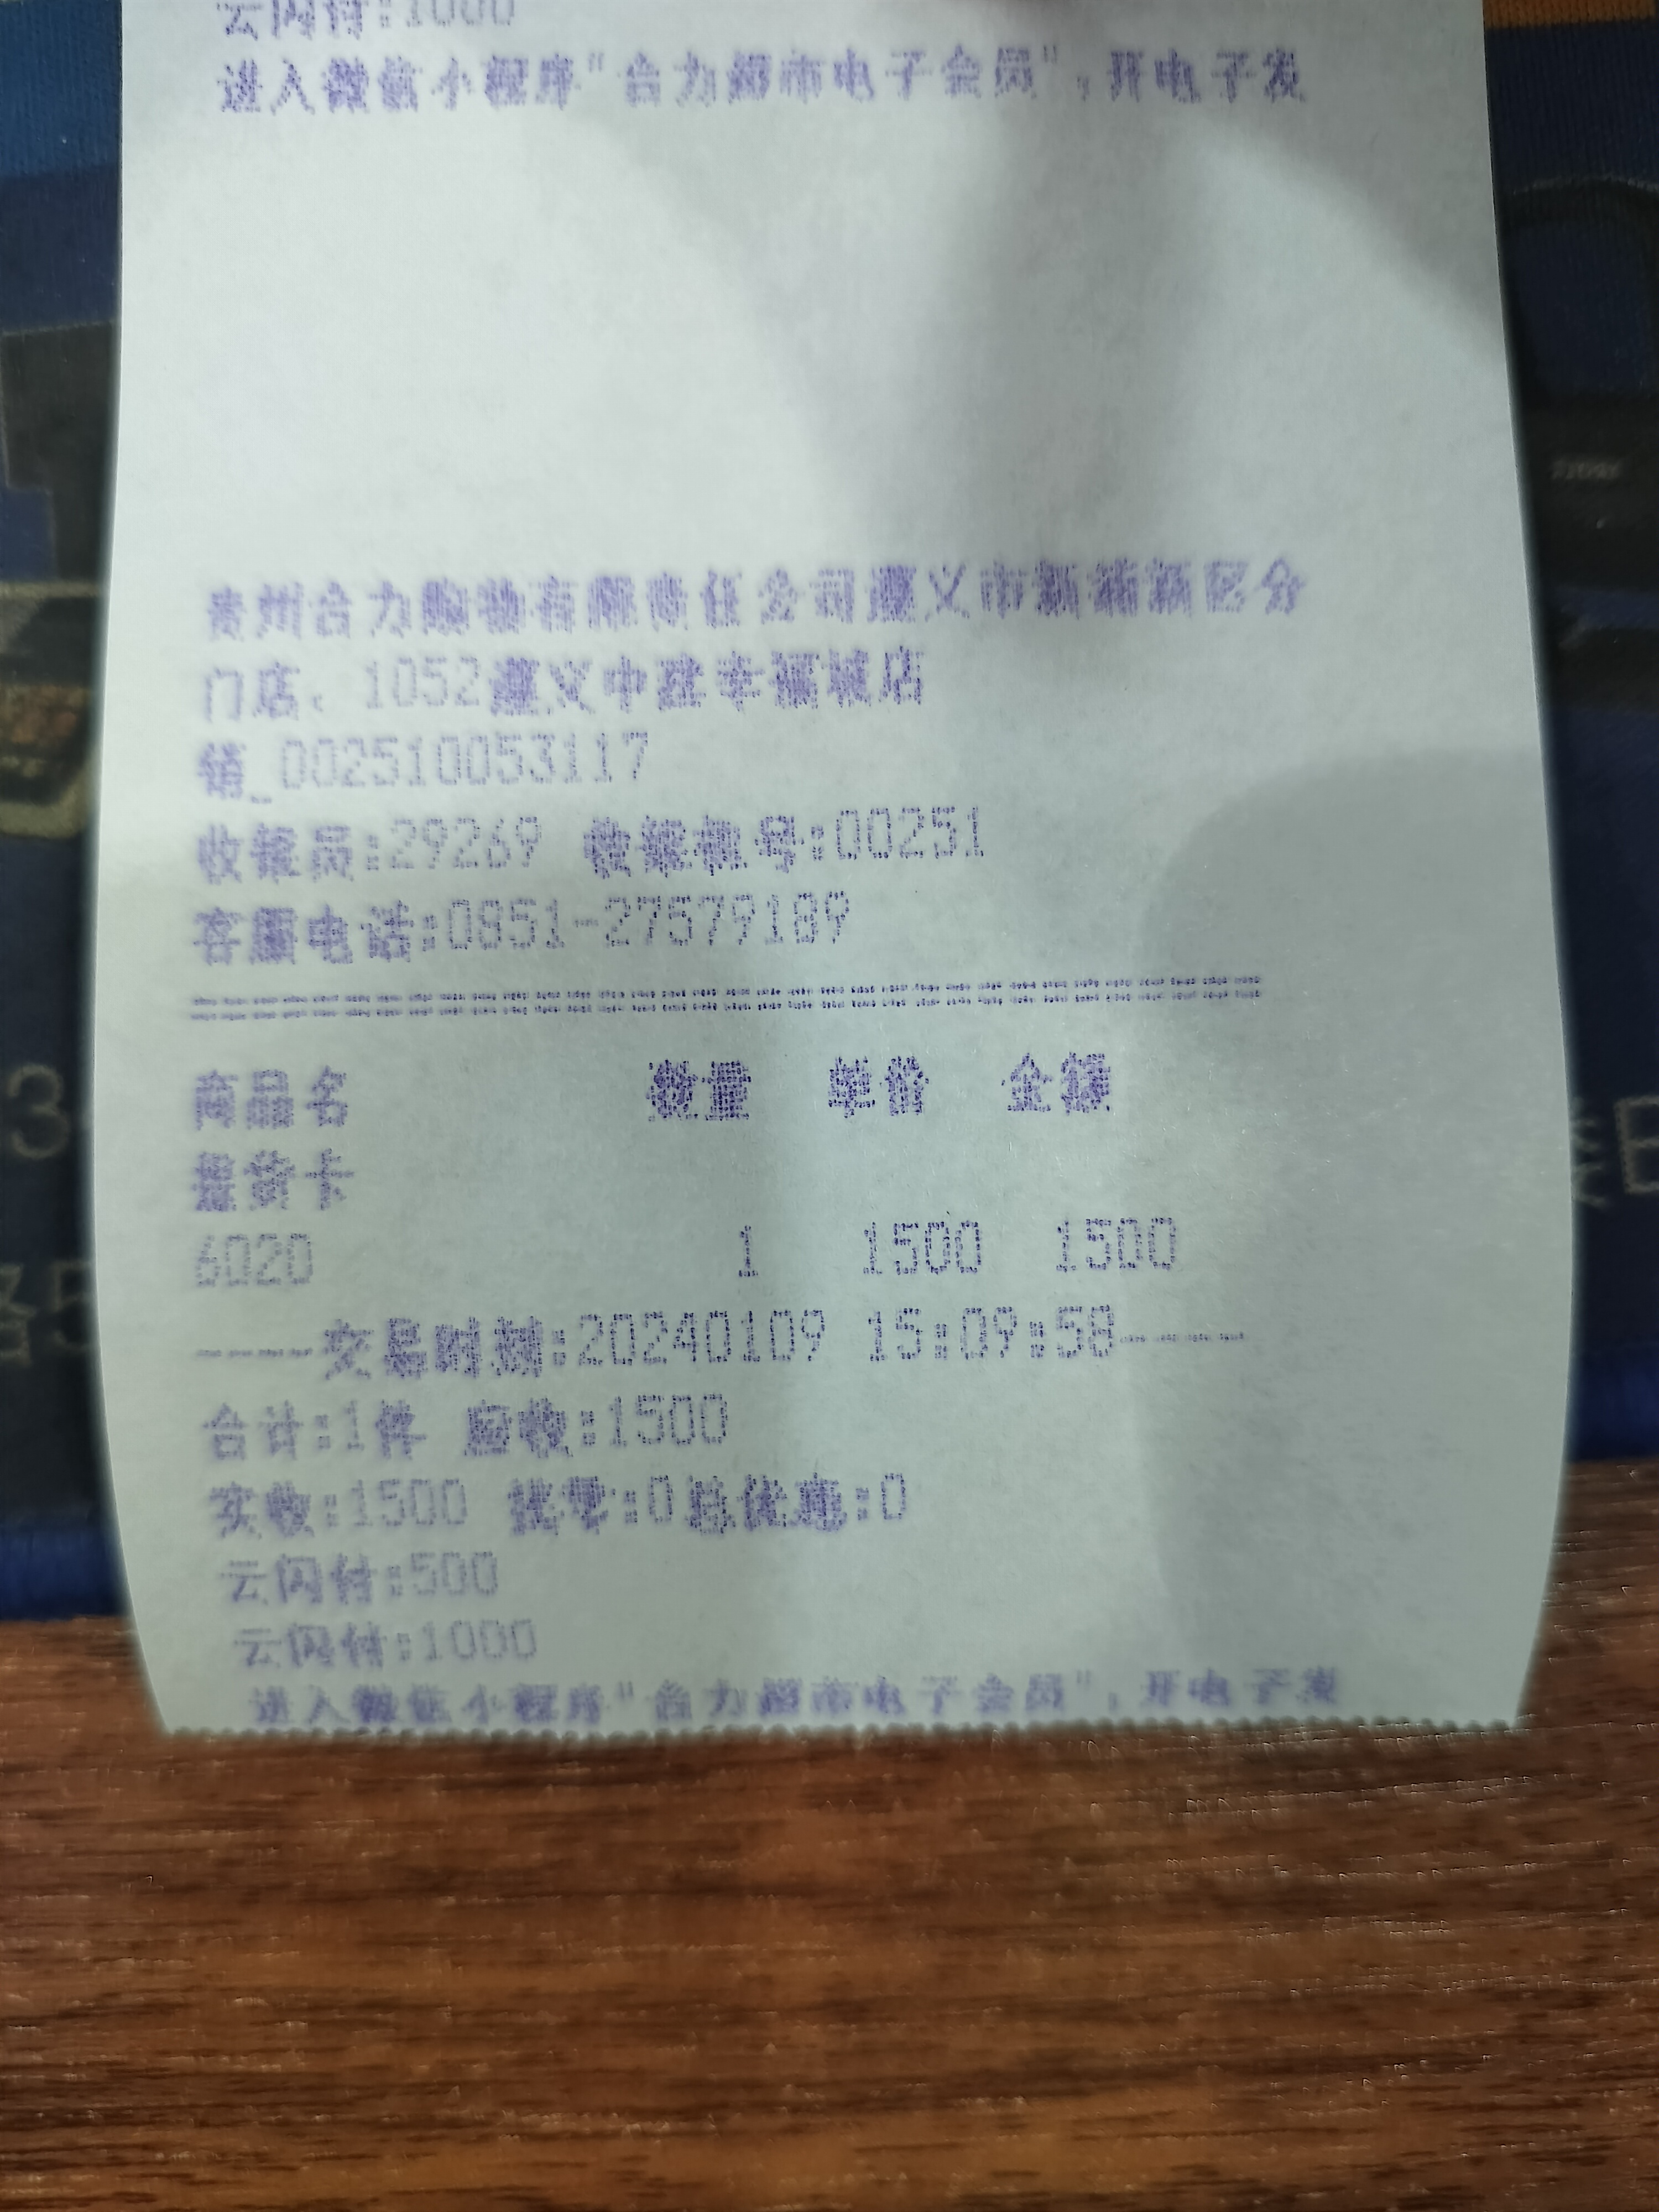 云闪付:1000
进入微信小程序"合力超市电子会员",开电子发
贵州合力购物有限责任公司遵义市新蒲新区分
门店: 1052遵义中建幸福城店
销_002510053117
收银员:29269 收银机号:00251
客服电话:0851-27579189
商品名 数量 单价 金额
提货卡
6020 1 1500 1500
----交易时刻:20240109 15:09:58----
合计:1件 应收:1500
实收:1500 找零:0总优惠:0
云闪付:500
云闪付:1000
进入微信小程序"合力超市电子会员",开电子发